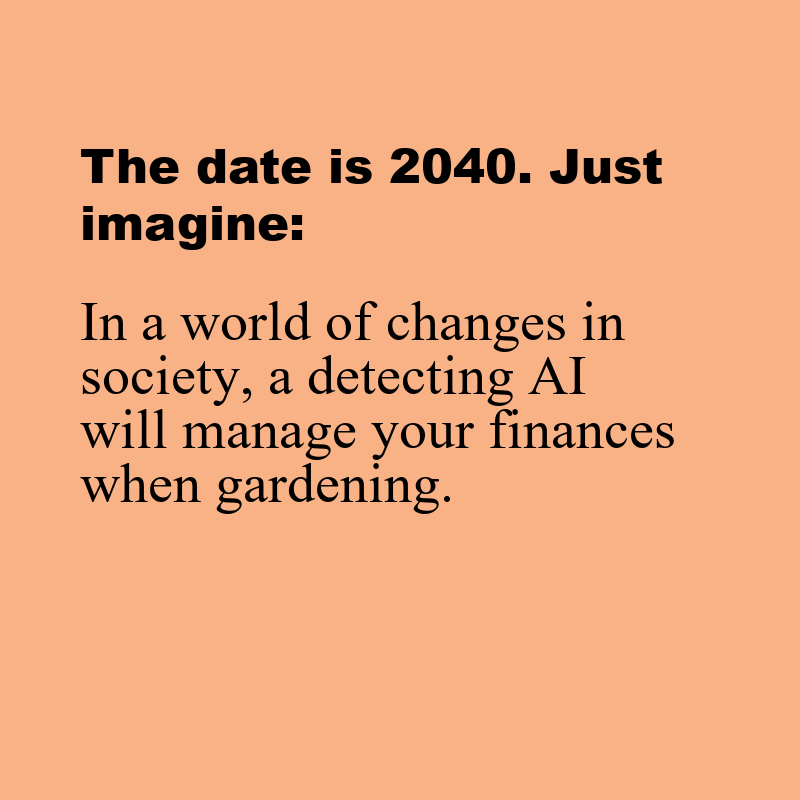 The date is 2040. Just
imagine:
In a world of changes in
society, a detecting AI
will manage your finances
when gardening.